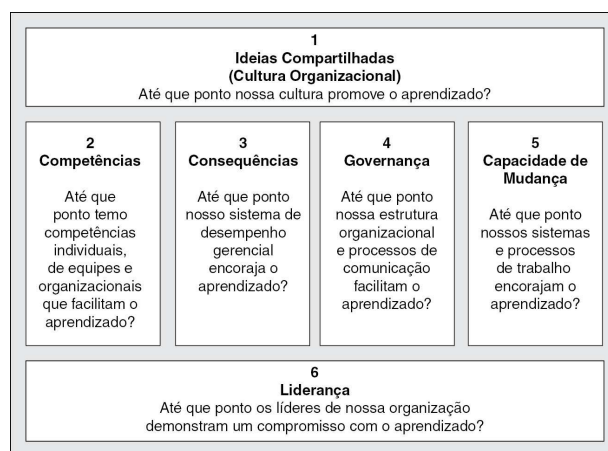 1
Ideias Compartilhadas
(Cultura Organizacional)
Até que ponto nossa cultura promove o aprendizado?
2
Competências
Até que
ponto temo
competências
individuais,
de equipes e
organizacionais
que facilitam o
aprendizado?
3
Consequências
Até que ponto
nosso sistema de
desempenho
gerencial
encoraja o
aprendizado?
4
Governança
Até que ponto
nossa estrutura
organizacional
e processos de
comunicação
facilitam o
aprendizado?
5
Capacidade de
Mudança
Até que ponto
nossos sistemas
e processos
de trabalho
encorajam o
aprendizado?
6
Liderança
Até que ponto os líderes de nossa organização
demonstram um compromisso com o aprendizado?